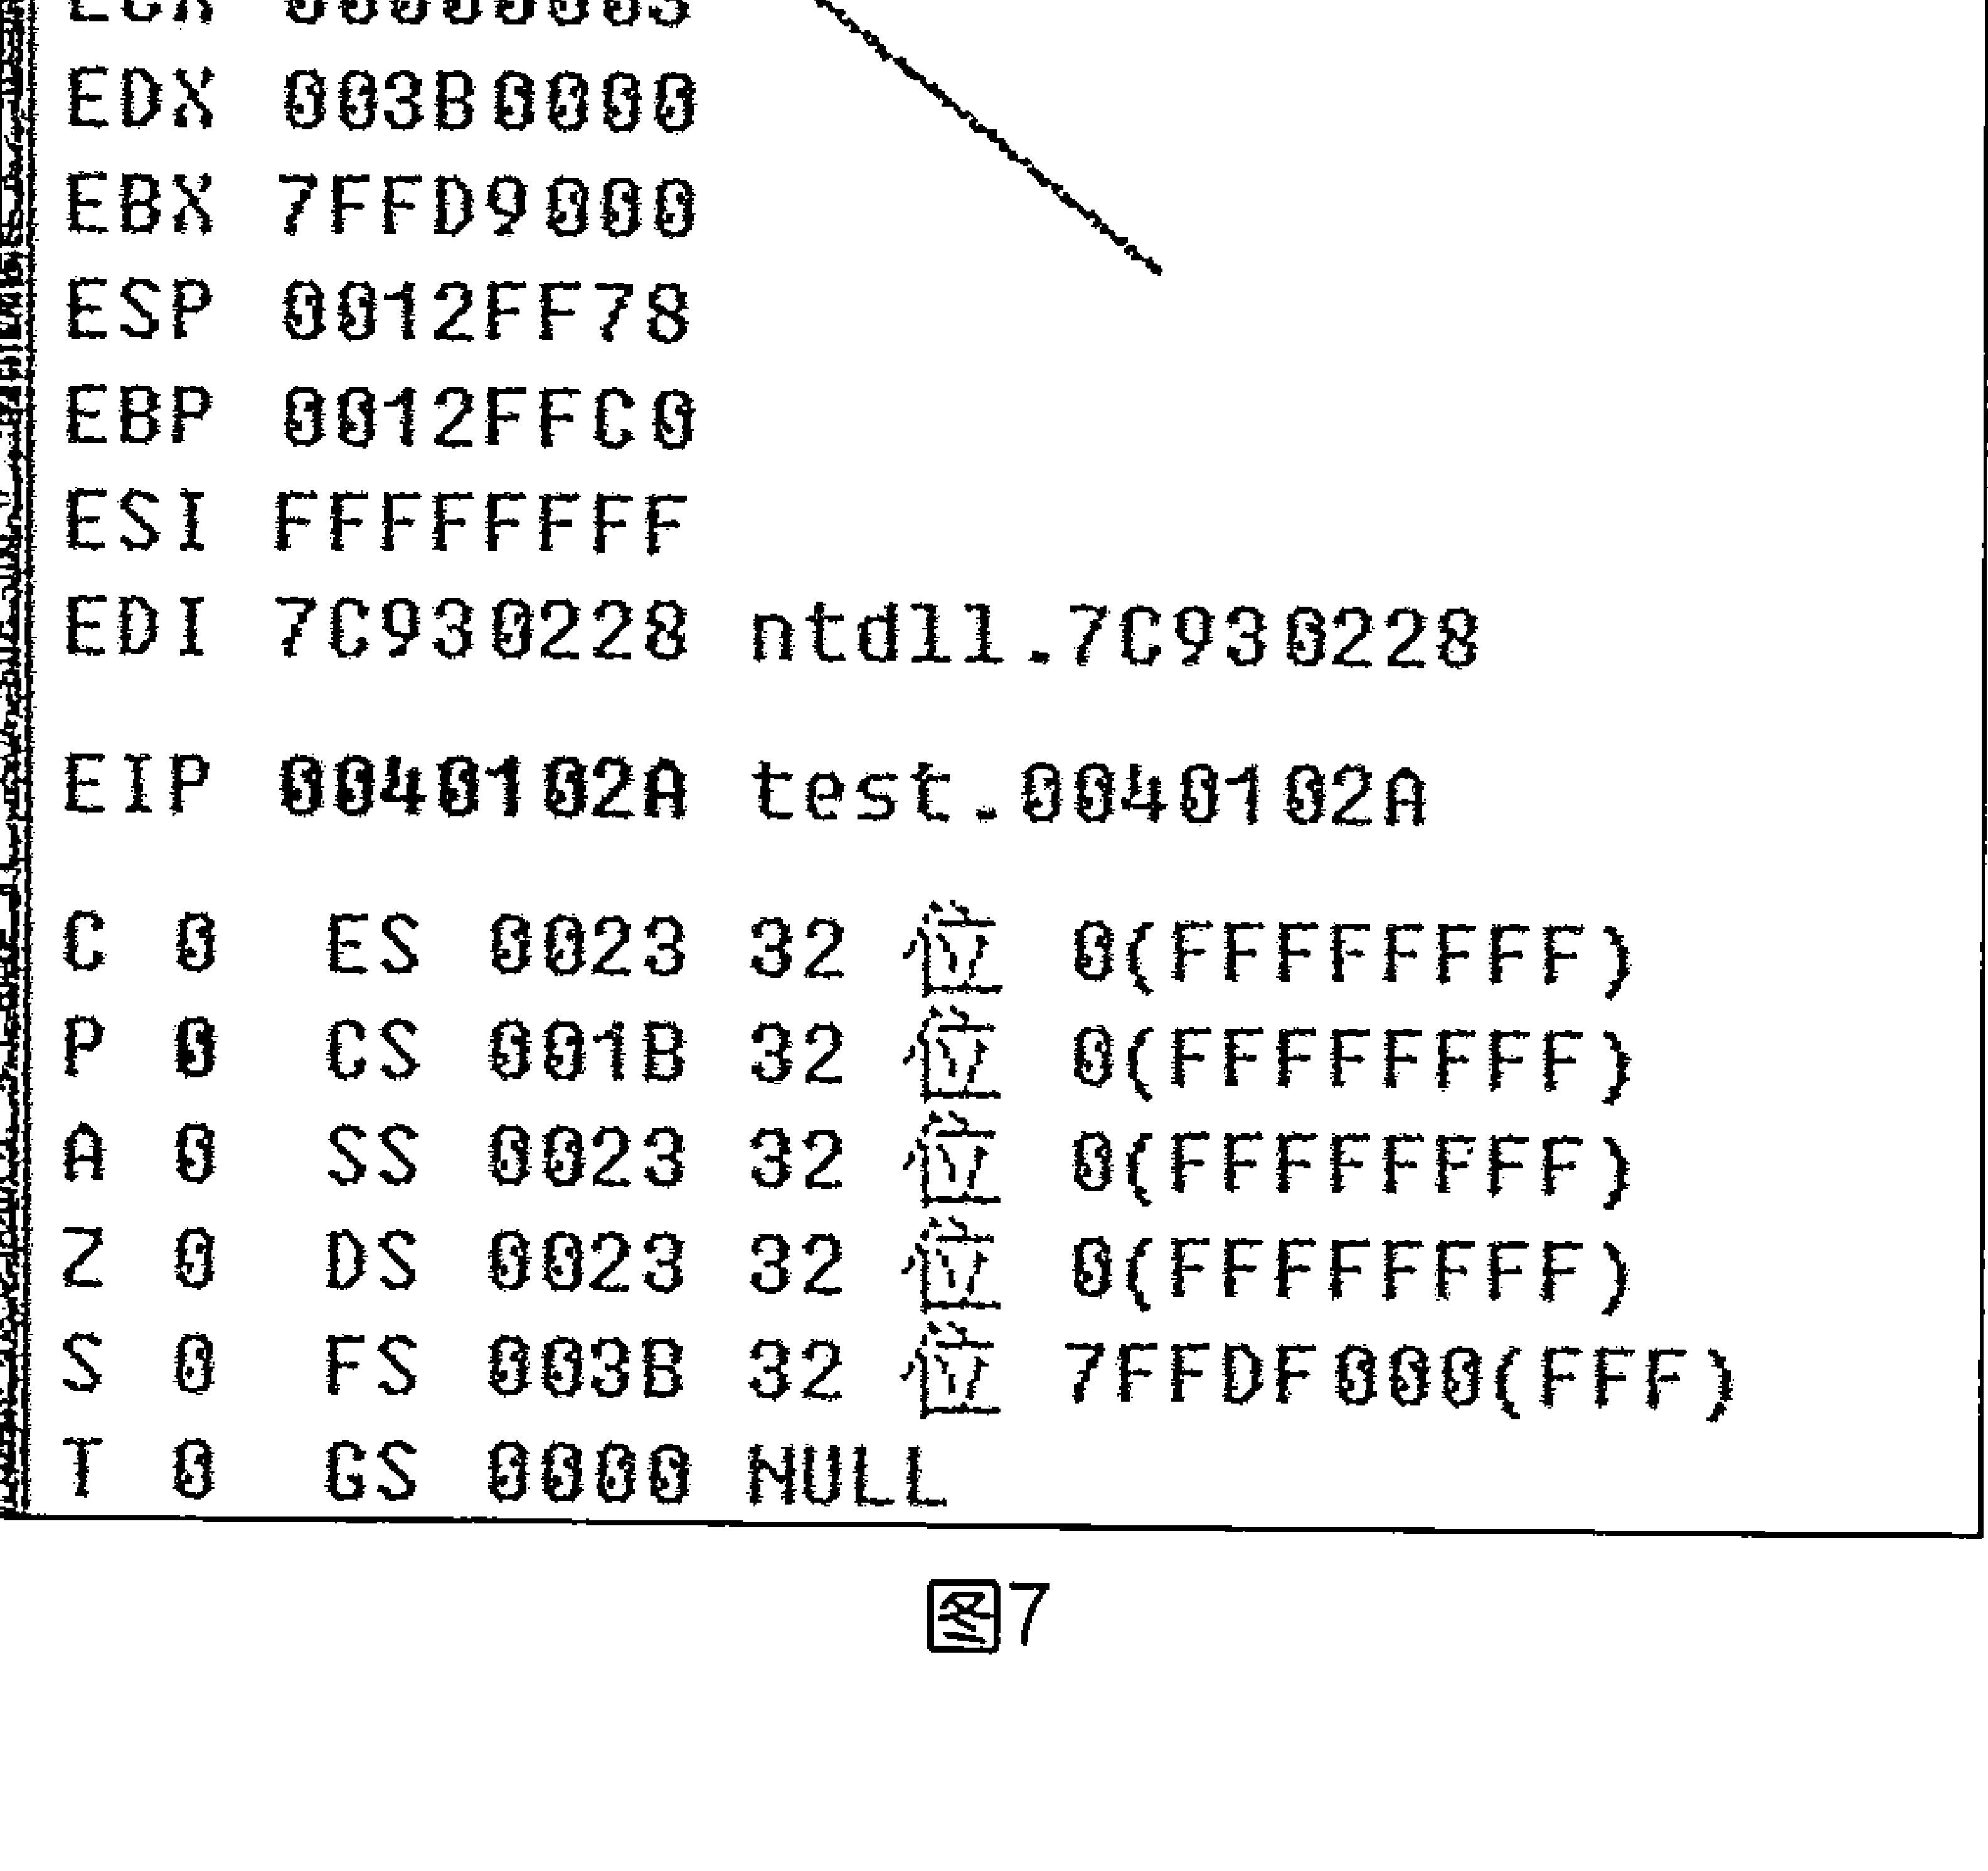 EDX 003B0000
EBX 7FFD9000
ESP 0012FF78
EBP 0012FFC0
ESI FFFFFFFF
EDI 7C930228 ntdll.7C930228
EIP 0040102A test.0040102A
C 0 ES 0023 32 位 0(FFFFFFFF)
P 0 CS 001B 32 位 0(FFFFFFFF)
A 0 SS 0023 32 位 0(FFFFFFFF)
Z 0 DS 0023 32 位 0(FFFFFFFF)
S 0 FS 003B 32 位 7FFDF000(FFF)
T 0 GS 0000 NULL
图7